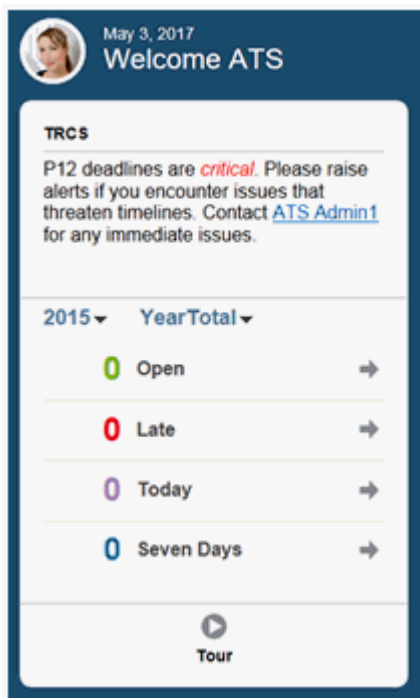 May 3, 2017
Welcome ATS
TRCS
P12 deadlines are critical. Please raise
alerts if you encounter issues that
threaten timelines. Contact ATS Admin1
for any immediate issues.
2015 YearTotal
0 Open
0 Late
0 Today
0 Seven Days
Tour